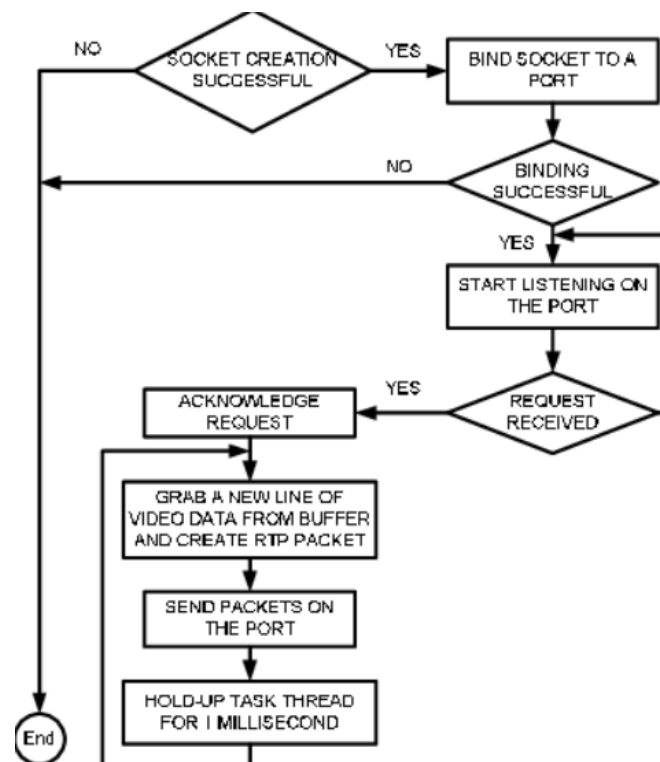 NO
SOCKET CREATION
SUCCESSFUL
YES
BIND SOCKET TO A
PORT
NO
BINDING
SUCCESSFUL
YES
START LISTENING ON
THE PORT
YES
REQUEST
RECEIVED
ACKNOWLEDGE
REQUEST
GRAB A NEW LINE OF
VIDEO DATA FROM BUFFER
AND CREATE RTP PACKET
SEND PACKETS ON
THE PORT
HOLD-UP TASK THREAD
FOR 1 MILLISECOND
End